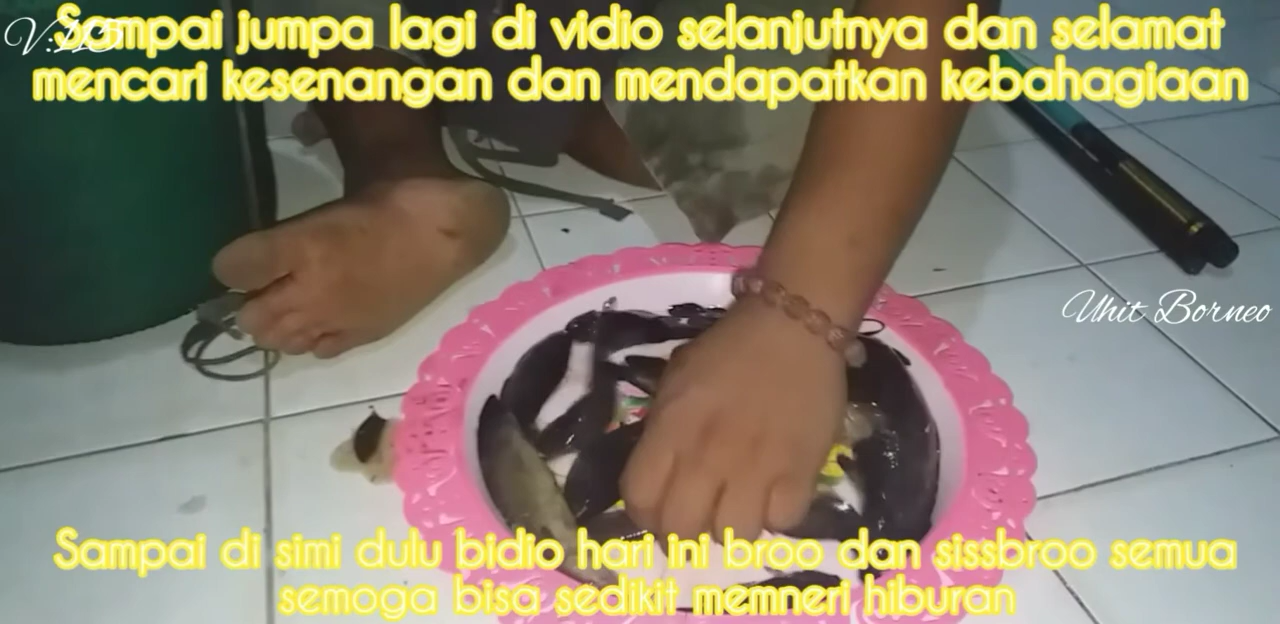 Sampai jumpa lagi di vidio selanjutnya dan selamat
mencari kesenangan dan mendapatkan kebahagiaan
Uhit Borneo
Sampai di simi dulu bidio hari ini broo dan sissbroo semua
semoga bisa sedikit memneri hiburan